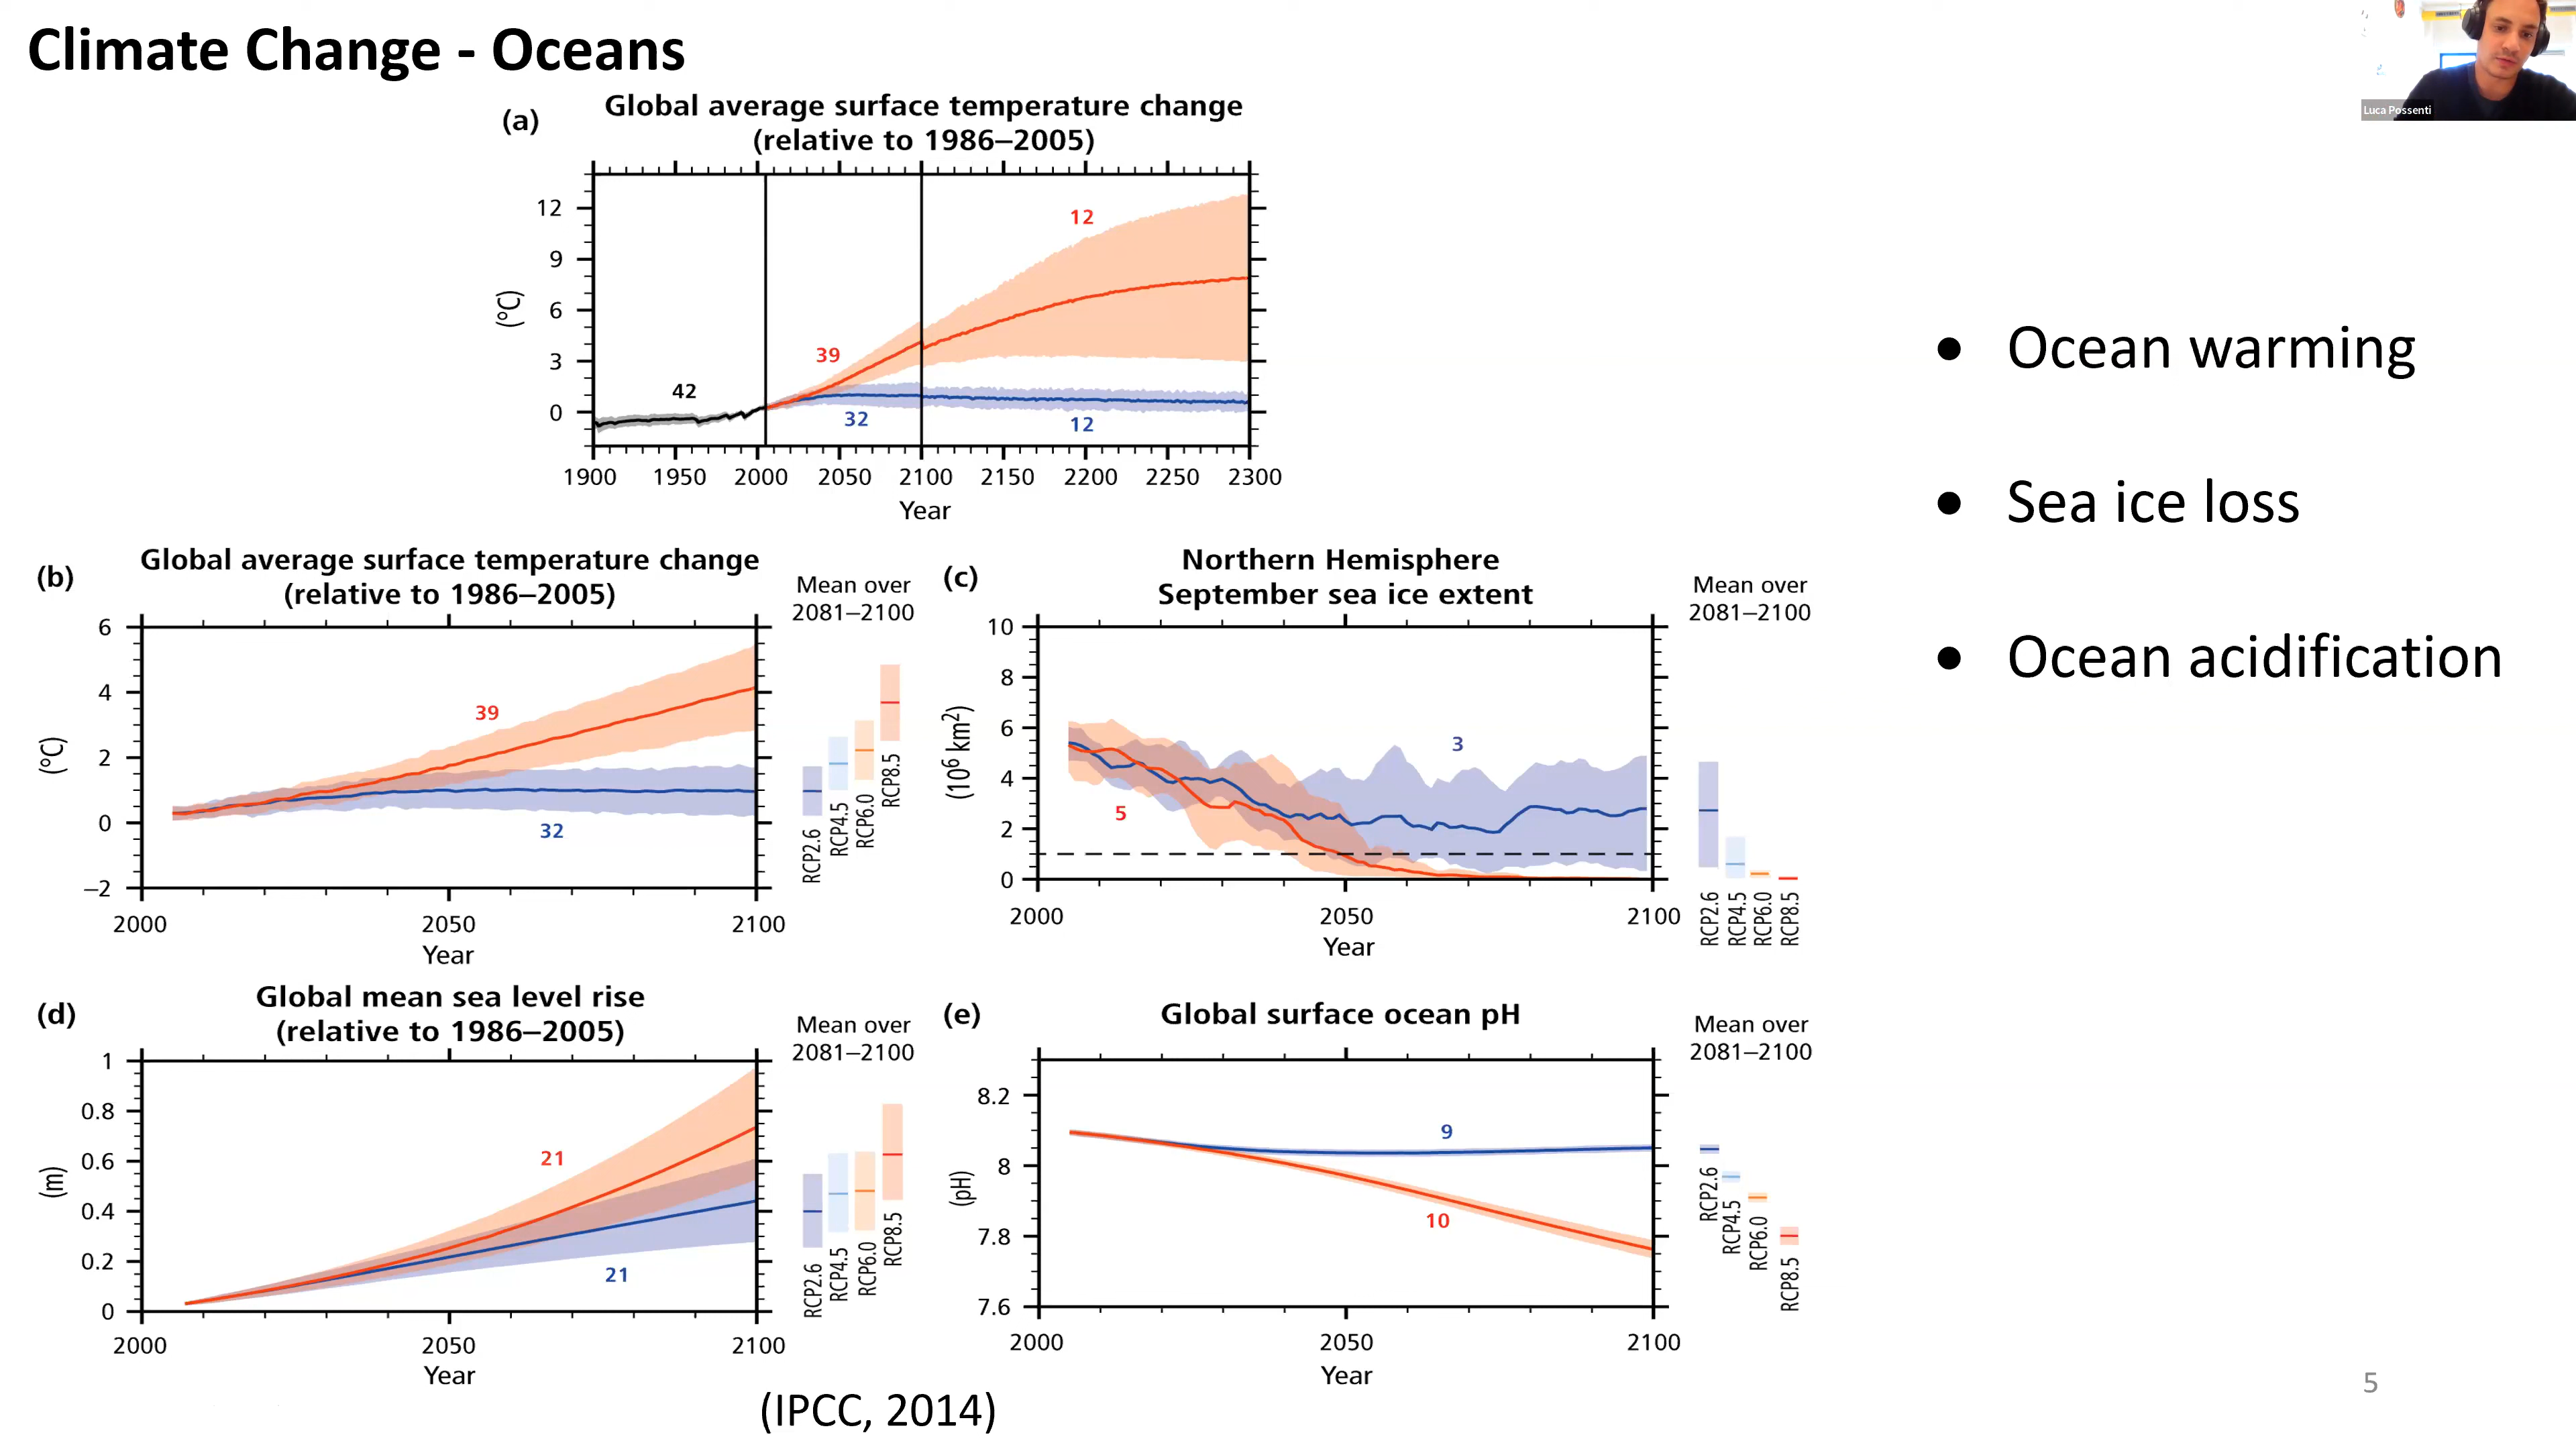 Climate Change - Oceans
Luca Possenti
(a)
Global average surface temperature change
(relative to 1986–2005)
12
9
6
3
0
(°C)
42
39
32
12
12
1900 1950 2000 2050 2100 2150 2200 2250 2300
Year
(b)
Global average surface temperature change
(relative to 1986–2005)
Mean over
2081–2100
6
4
2
0
−2
(°C)
39
32
2000 2050 2100
Year
RCP2.6
RCP4.5
RCP6.0
RCP8.5
(c)
Northern Hemisphere
September sea ice extent
Mean over
2081–2100
10
8
6
4
2
0
(10⁶ km²)
3
5
2000 2050 2100
Year
RCP2.6
RCP4.5
RCP6.0
RCP8.5
(d)
Global mean sea level rise
(relative to 1986–2005)
Mean over
2081–2100
1
0.8
0.6
0.4
0.2
0
(m)
21
21
2000 2050 2100
Year
RCP2.6
RCP4.5
RCP6.0
RCP8.5
(e)
Global surface ocean pH
Mean over
2081–2100
8.2
8
7.8
7.6
(pH)
9
10
2000 2050 2100
Year
RCP2.6
RCP4.5
RCP6.0
RCP8.5
(IPCC, 2014)
● Ocean warming
● Sea ice loss
● Ocean acidification
5